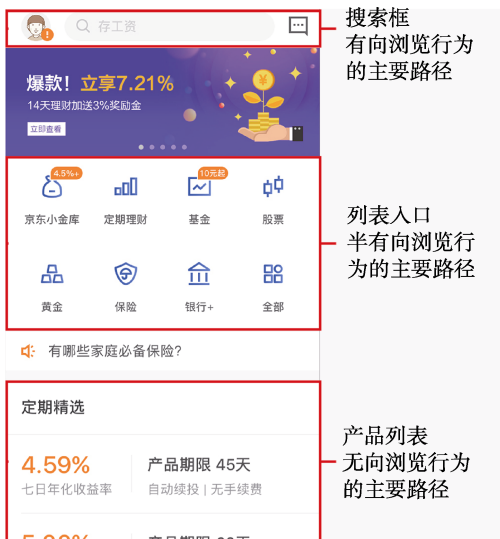 存工资
搜索框
有向浏览行为
的主要路径
爆款！立享7.21%
14天理财加送3%奖励金
立即查看
4.5%+
10元起
京东小金库 定期理财 基金 股票
列表入口
半有向浏览行
为的主要路径
黄金 保险 银行+ 全部
有哪些家庭必备保险?
定期精选
产品列表
无向浏览行为
的主要路径
4.59% 产品期限 45天
七日年化收益率 自动续投 | 无手续费